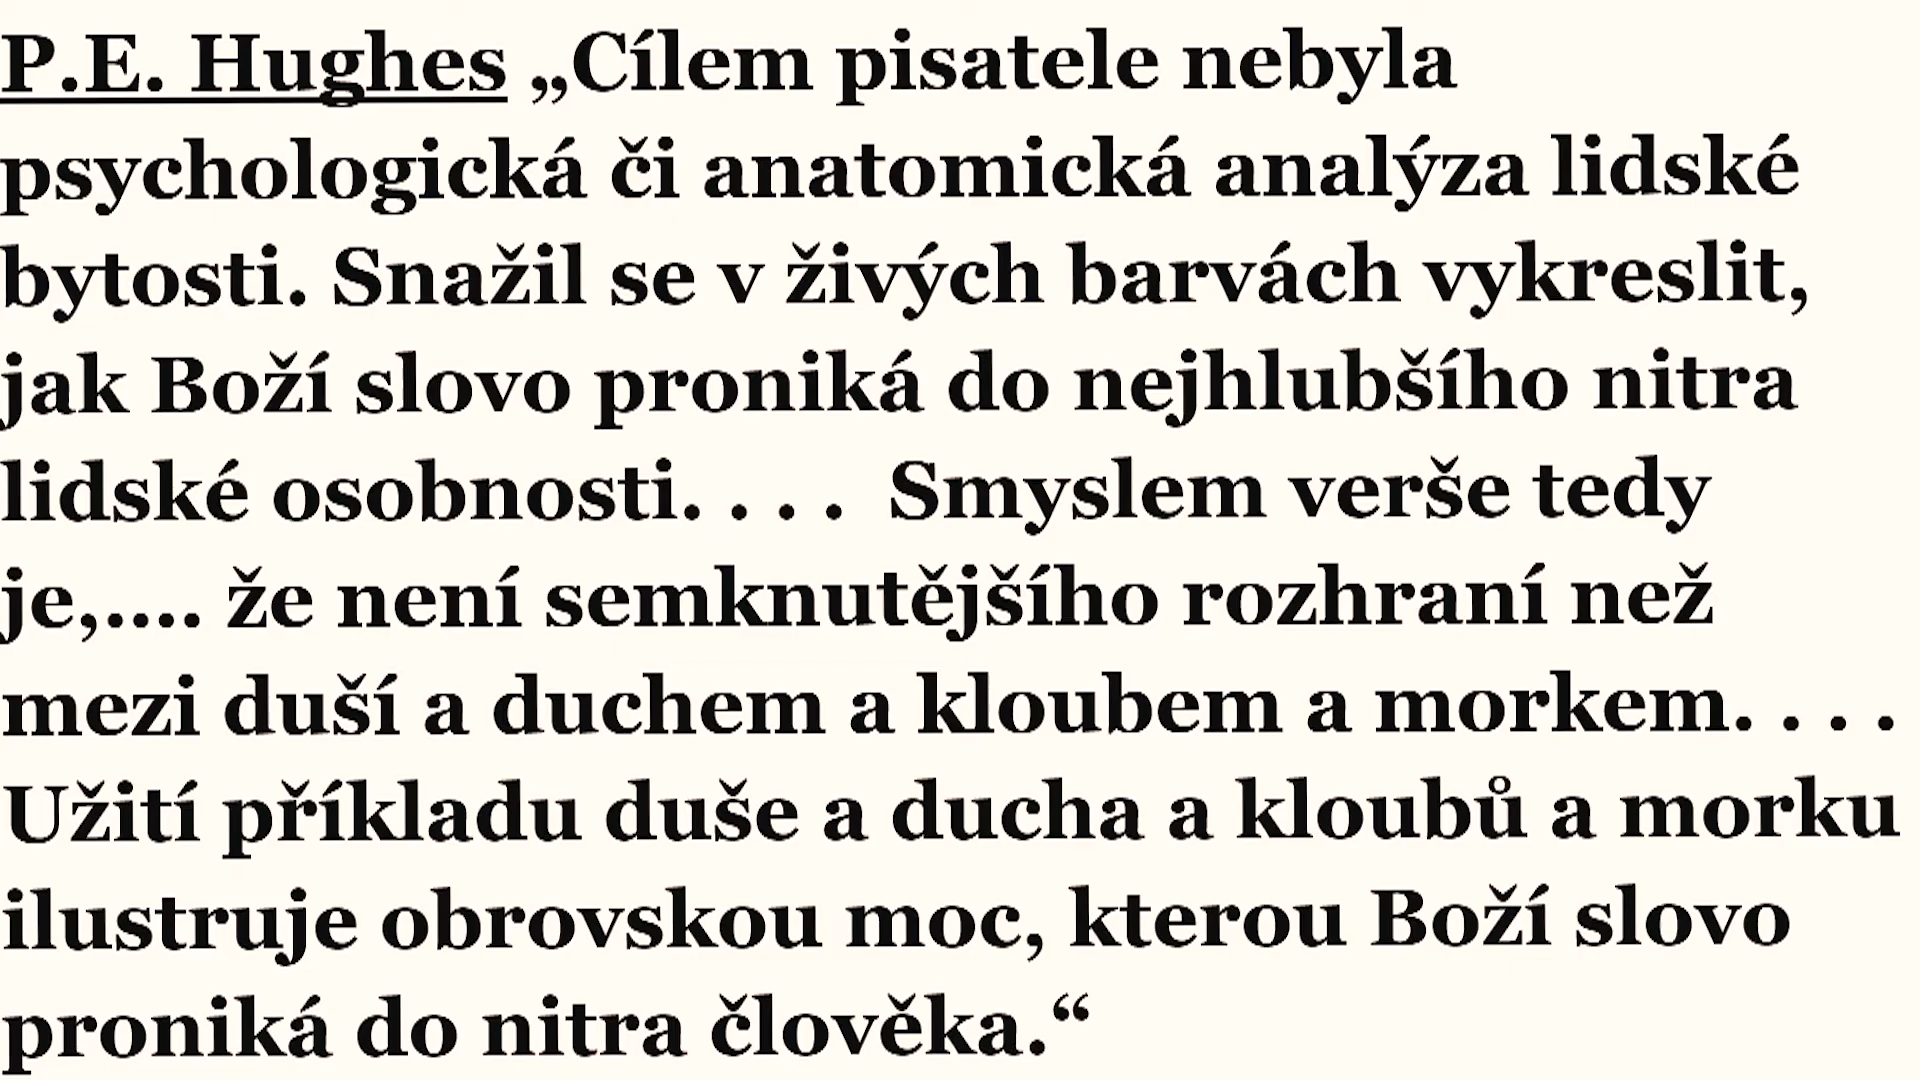 P.E. Hughes „Cílem pisatele nebyla
psychologická či anatomická analýza lidské
bytosti. Snažil se v živých barvách vykreslit,
jak Boží slovo proniká do nejhlubšího nitra
lidské osobnosti. . . .  Smyslem verše tedy
je,.... že není semknutějšího rozhraní než
mezi duší a duchem a kloubem a morkem. . . .
Užití příkladu duše a ducha a kloubů a morku
ilustruje obrovskou moc, kterou Boží slovo
proniká do nitra člověka.“